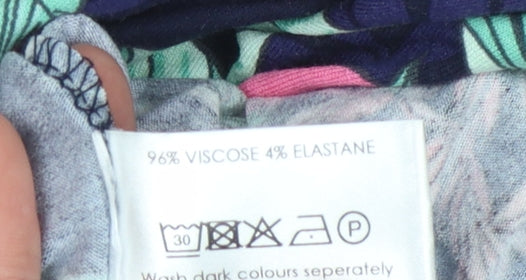 96% VISCOSE 4% ELASTANE
30 P
Wash dark colours seperately